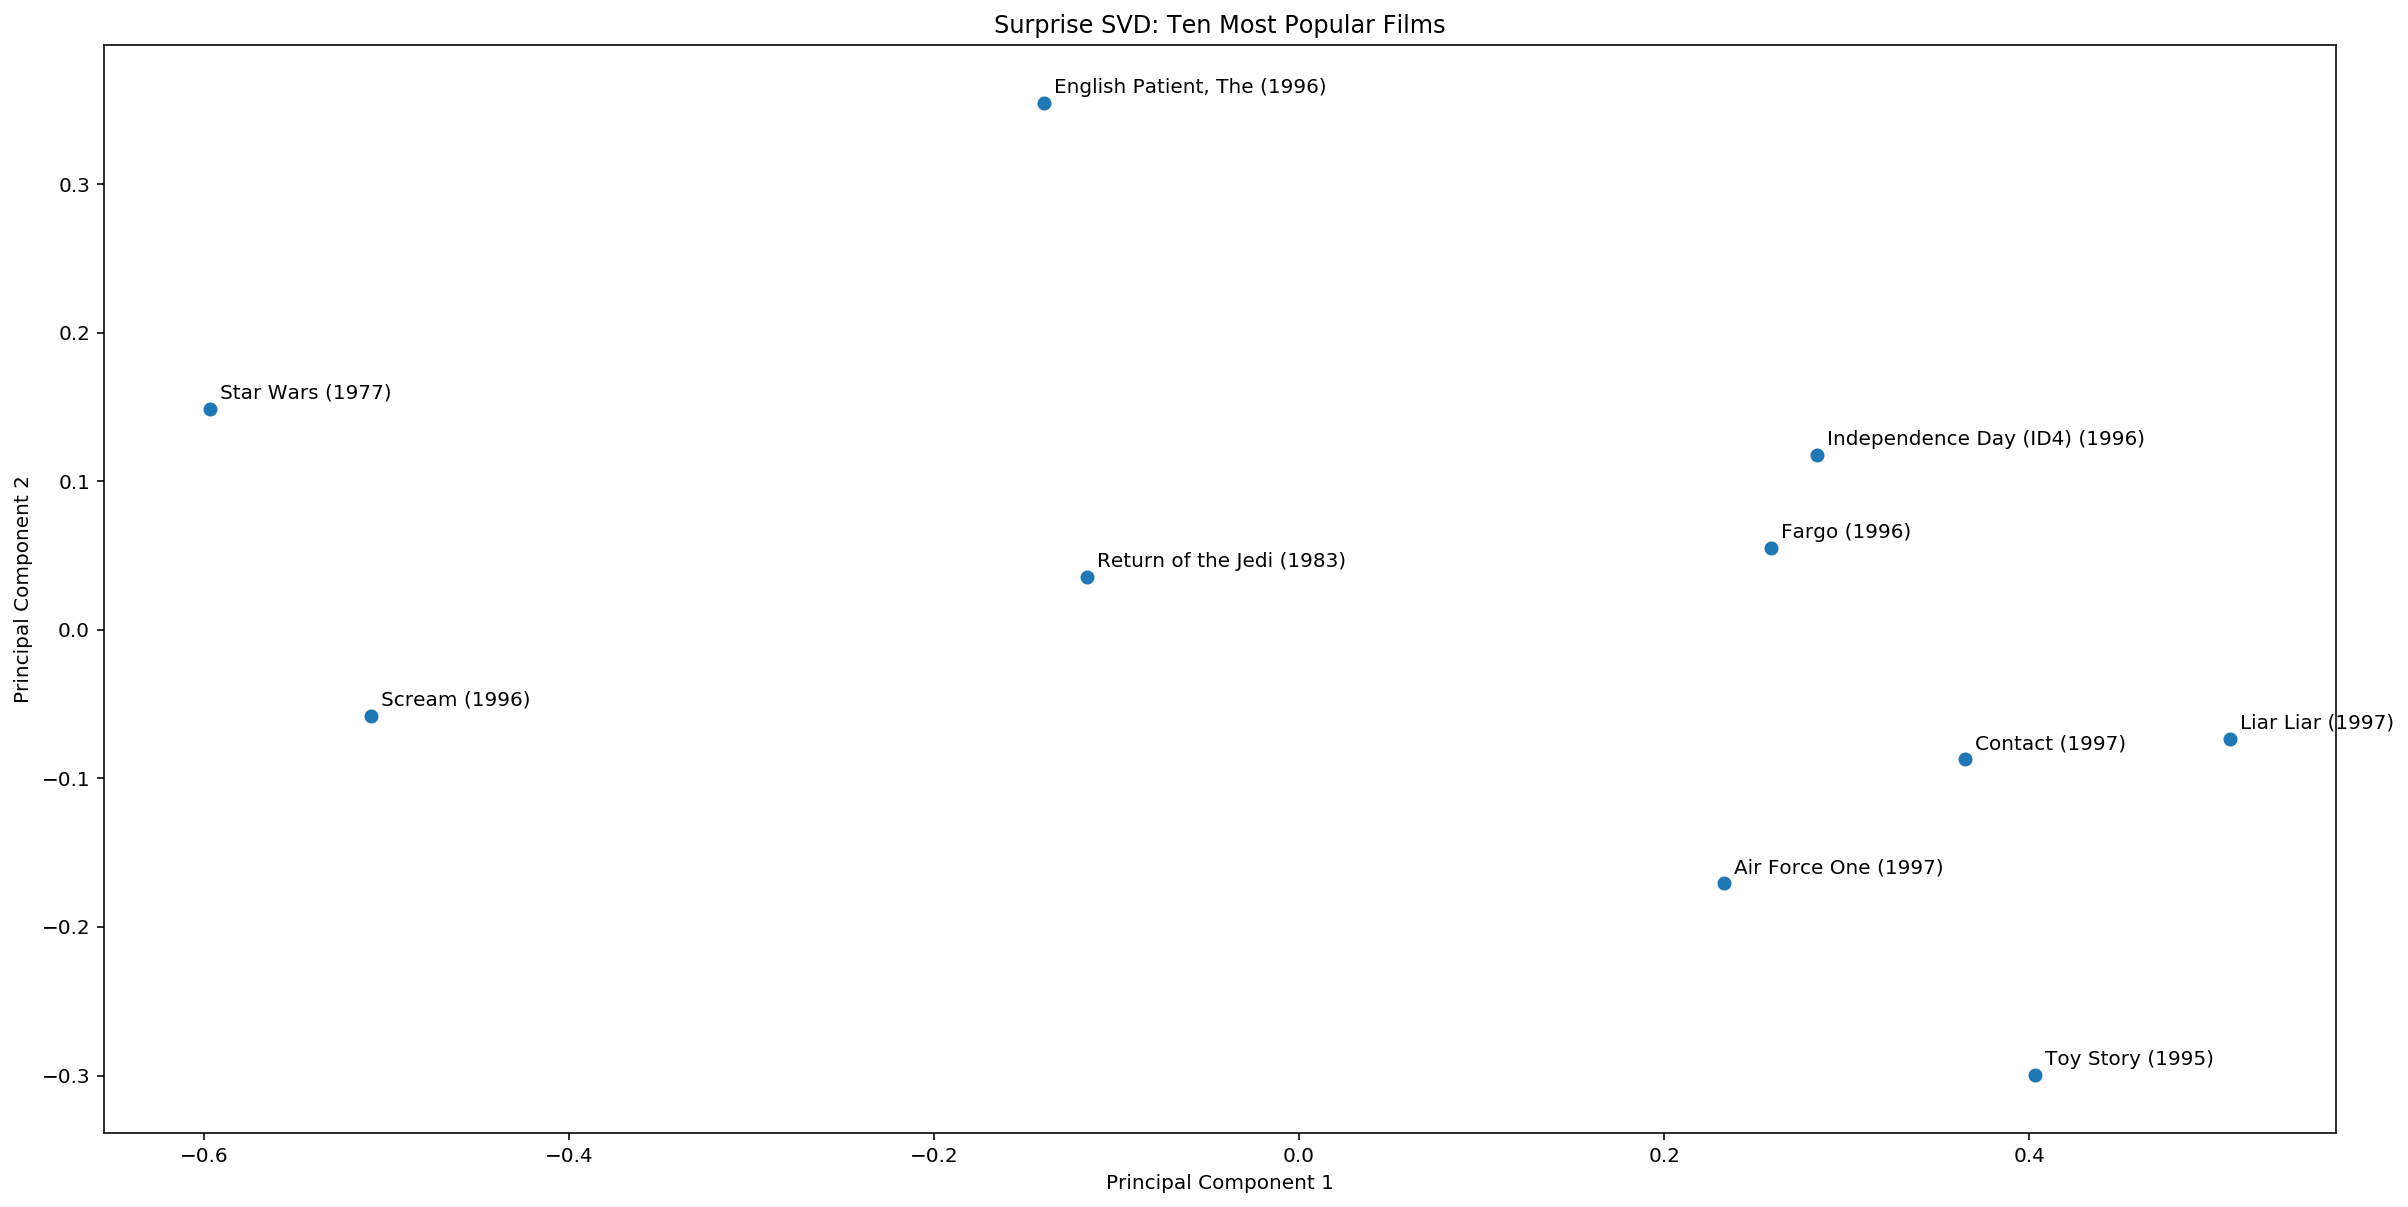 Surprise SVD: Ten Most Popular Films
English Patient, The (1996)
0.3
0.2
Star Wars (1977)
Independence Day (ID4) (1996)
0.1
Fargo (1996)
Return of the Jedi (1983)
Principal Component 2
0.0
Scream (1996)
Liar Liar (1997)
Contact (1997)
−0.1
Air Force One (1997)
−0.2
Toy Story (1995)
−0.3
−0.6 −0.4 −0.2 0.0 0.2 0.4
Principal Component 1